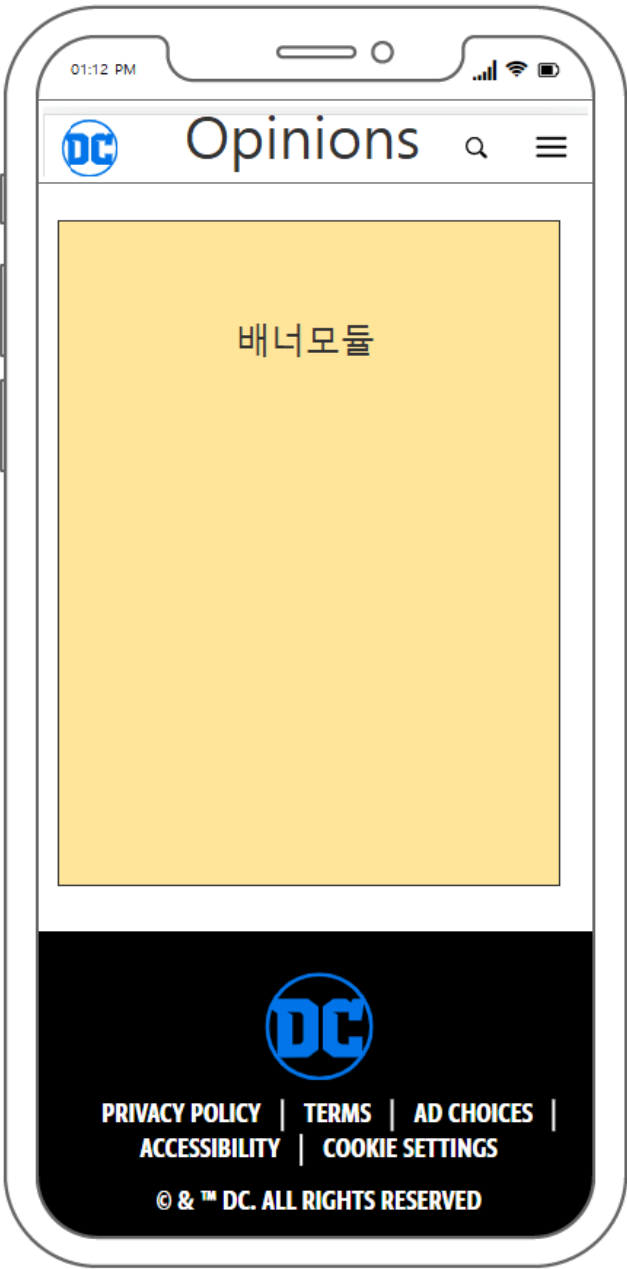 01:12 PM
DC Opinions
배너모듈
DC
PRIVACY POLICY | TERMS | AD CHOICES |
ACCESSIBILITY | COOKIE SETTINGS
© & ™ DC. ALL RIGHTS RESERVED